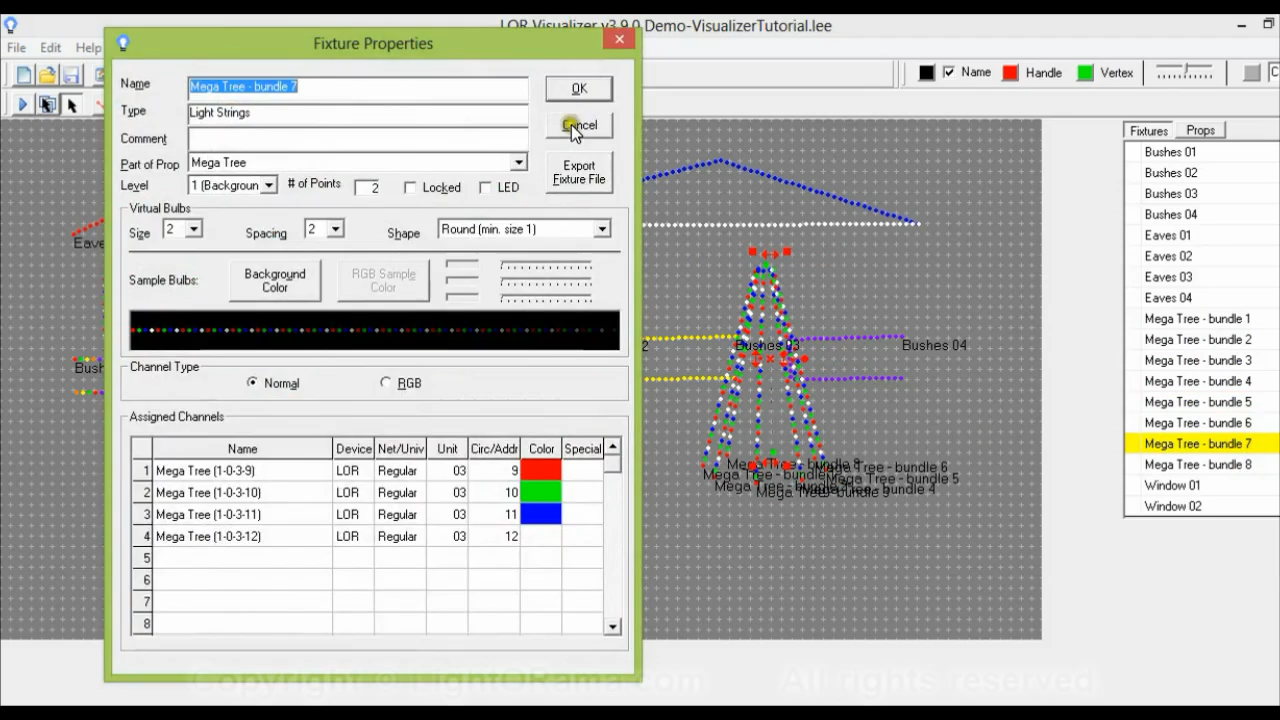 LOR Visualizer v3.9.0 Demo-VisualizerTutorial.lee
File Edit Help
Name Handle Vertex
Fixture Properties
Name Mega Tree - bundle 7 OK
Type Light Strings
Cancel
Comment
Part of Prop Mega Tree
Export
Fixture File
Level 1 (Backgroun # of Points 2 Locked LED
Virtual Bulbs
Size 2 Spacing 2 Shape Round (min. size 1)
Sample Bulbs: Background
Color
RGB Sample
Color
Channel Type
Normal RGB
Assigned Channels
Name Device Net/Univ Unit Circ/Addr Color Special
1 Mega Tree (1-0-3-9) LOR Regular 03 9
2 Mega Tree (1-0-3-10) LOR Regular 03 10
3 Mega Tree (1-0-3-11) LOR Regular 03 11
4 Mega Tree (1-0-3-12) LOR Regular 03 12
5
6
7
8
Eave
Bush
2
Bushes 03
Bushes 04
Mega Tree - bundle 6
Mega Tree - bundle 5
Fixtures Props
Bushes 01
Bushes 02
Bushes 03
Bushes 04
Eaves 01
Eaves 02
Eaves 03
Eaves 04
Mega Tree - bundle 1
Mega Tree - bundle 2
Mega Tree - bundle 3
Mega Tree - bundle 4
Mega Tree - bundle 5
Mega Tree - bundle 6
Mega Tree - bundle 7
Mega Tree - bundle 8
Window 01
Window 02
Copyright © LightORama.com All rights reserved